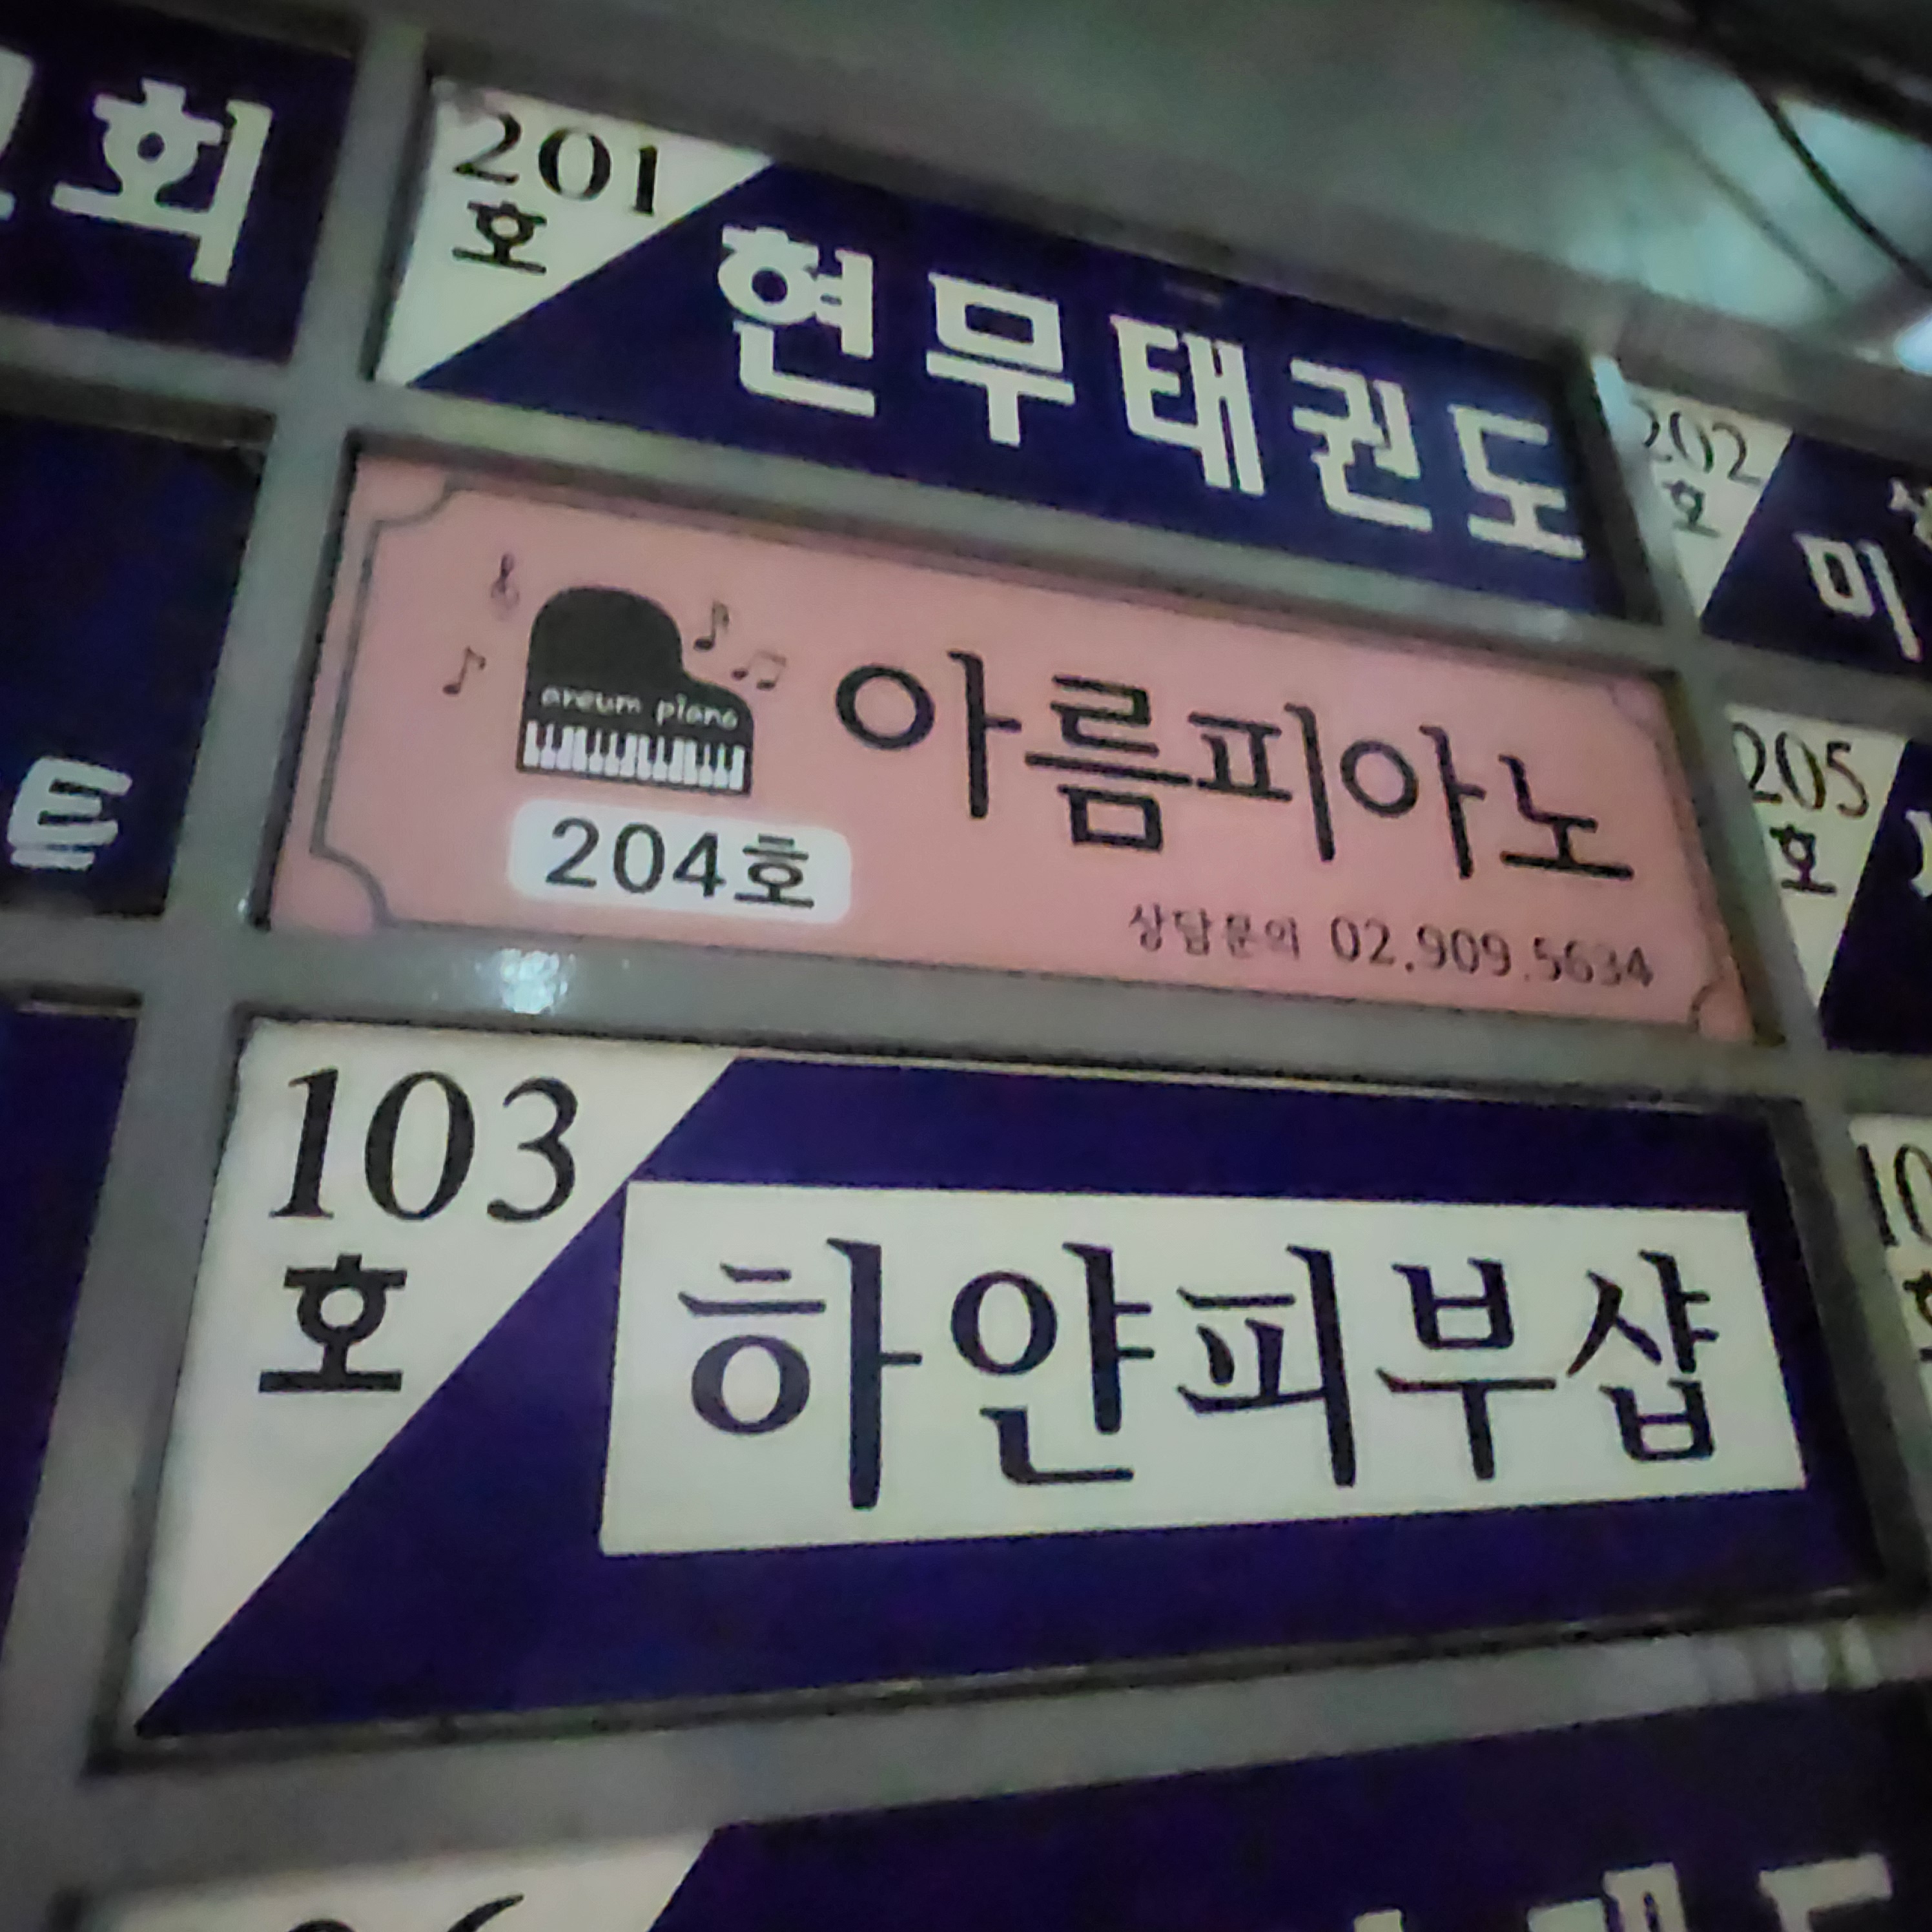 회
201
호
현무태권도
202
호
미
areum piano
아름피아노
204호
상담문의 02.909.5634
205
호
트
103
호
하얀피부샵